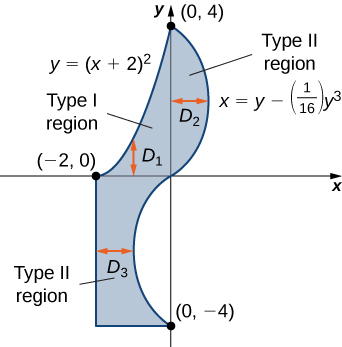 y
(0, 4)
y = (x + 2)²
Type II
region
x = y − (1/16)y³
Type I
region
D₂
(−2, 0)
D₁
x
D₃
Type II
region
(0, −4)